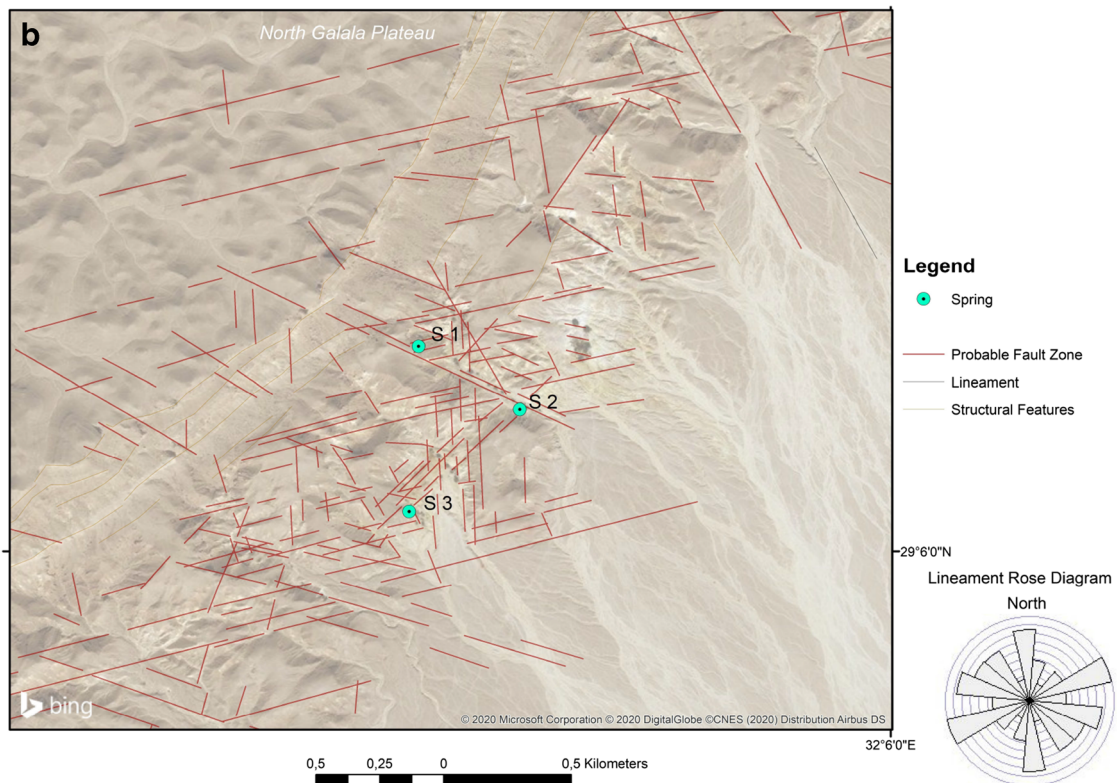 b
North Galala Plateau
S 1
S 2
S 3
Legend
Spring
Probable Fault Zone
Lineament
Structural Features
29°6'0"N
Lineament Rose Diagram
North
bing
© 2020 Microsoft Corporation © 2020 DigitalGlobe ©CNES (2020) Distribution Airbus DS
32°6'0"E
0,5 0,25 0 0,5 Kilometers